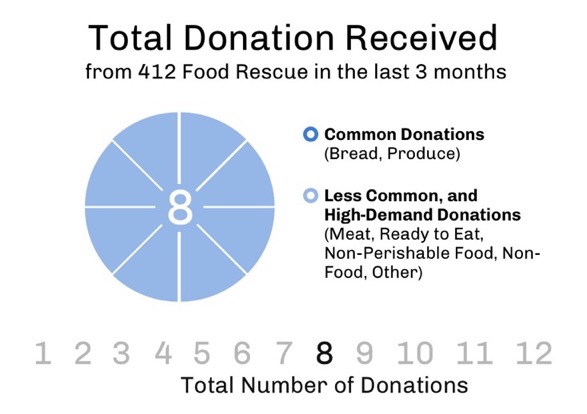 Total Donation Received
from 412 Food Rescue in the last 3 months
8
Common Donations
(Bread, Produce)
Less Common, and
High-Demand Donations
(Meat, Ready to Eat,
Non-Perishable Food, Non-
Food, Other)
1 2 3 4 5 6 7 8 9 10 11 12
Total Number of Donations